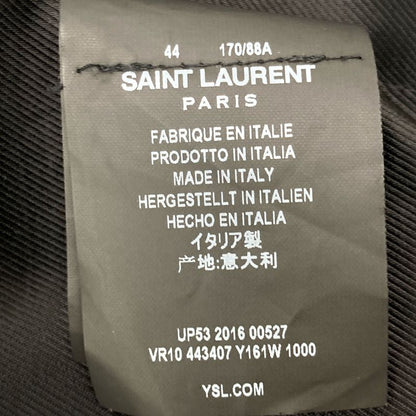 44 170/88A
SAINT LAURENT
PARIS
FABRIQUE EN ITALIE
PRODOTTO IN ITALIA
MADE IN ITALY
HERGESTELLT IN ITALIEN
HECHO EN ITALIA
イタリア製
产地:意大利
UP53 2016 00527
VR10 443407 Y161W 1000
YSL.COM